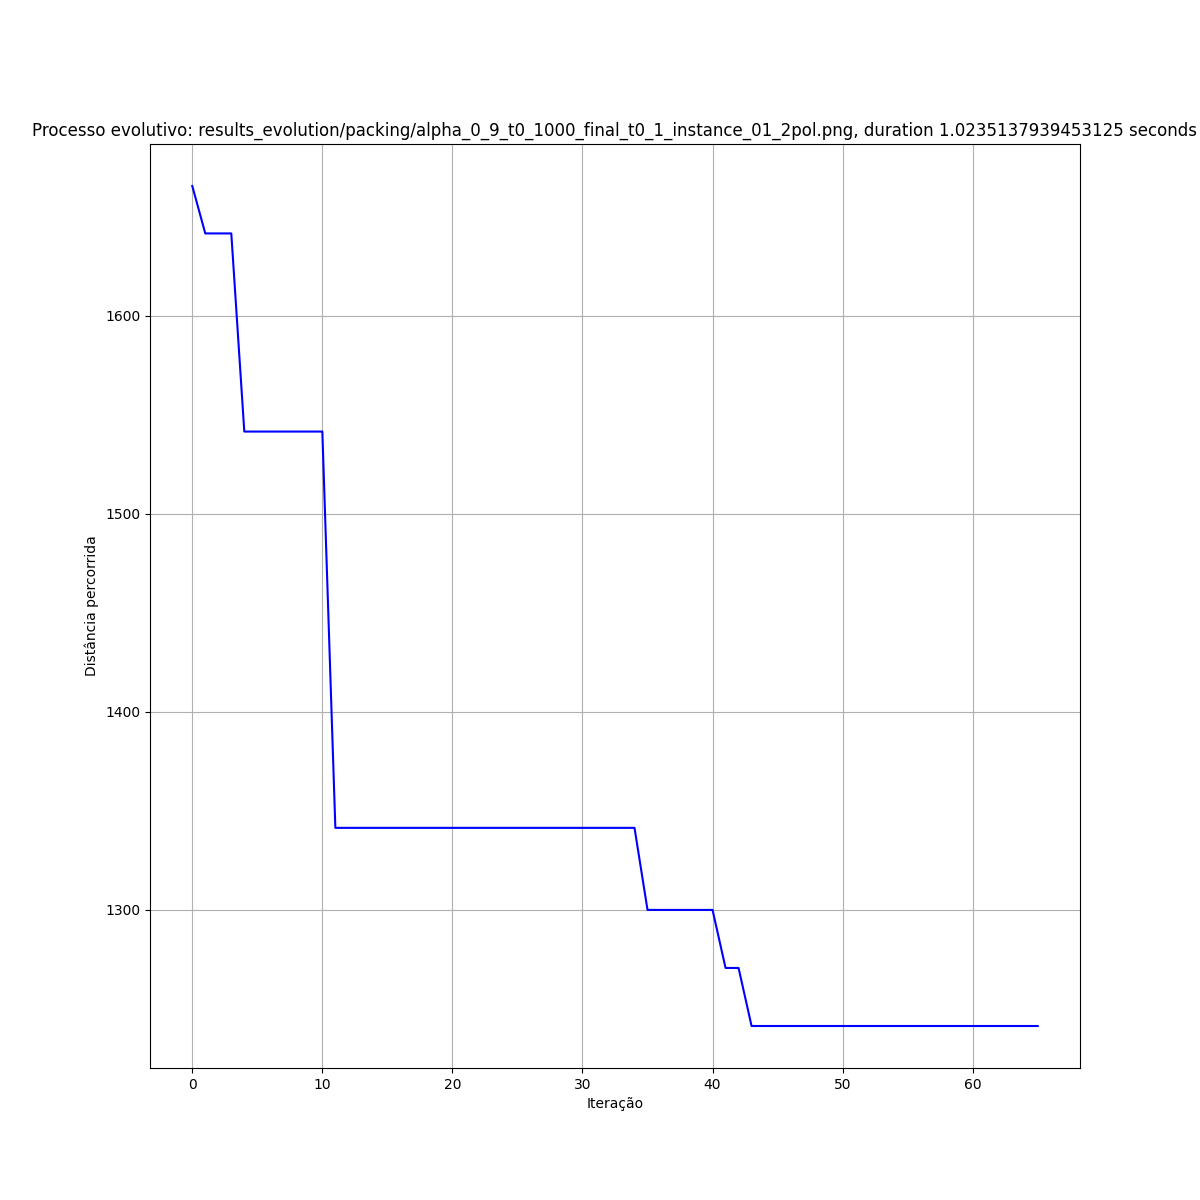 Processo evolutivo: results_evolution/packing/alpha_0_9_t0_1000_final_t0_1_instance_01_2pol.png, duration 1.0235137939453125 seconds
Distância percorrida
1600
1500
1400
1300
0 10 20 30 40 50 60
Iteração